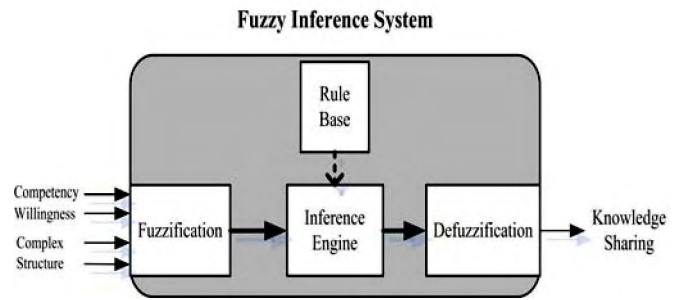 Fuzzy Inference System
Rule
Base
Competency
Willingness
Complex
Structure
Fuzzification
Inference
Engine
Defuzzification
Knowledge
Sharing